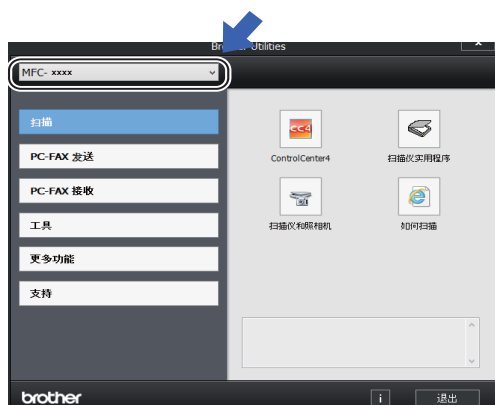 Brother Utilities
MFC- xxxx
扫描
PC-FAX 发送
PC-FAX 接收
工具
更多功能
支持
CC4
ControlCenter4
扫描仪实用程序
扫描仪和照相机
如何扫描
brother
i
退出